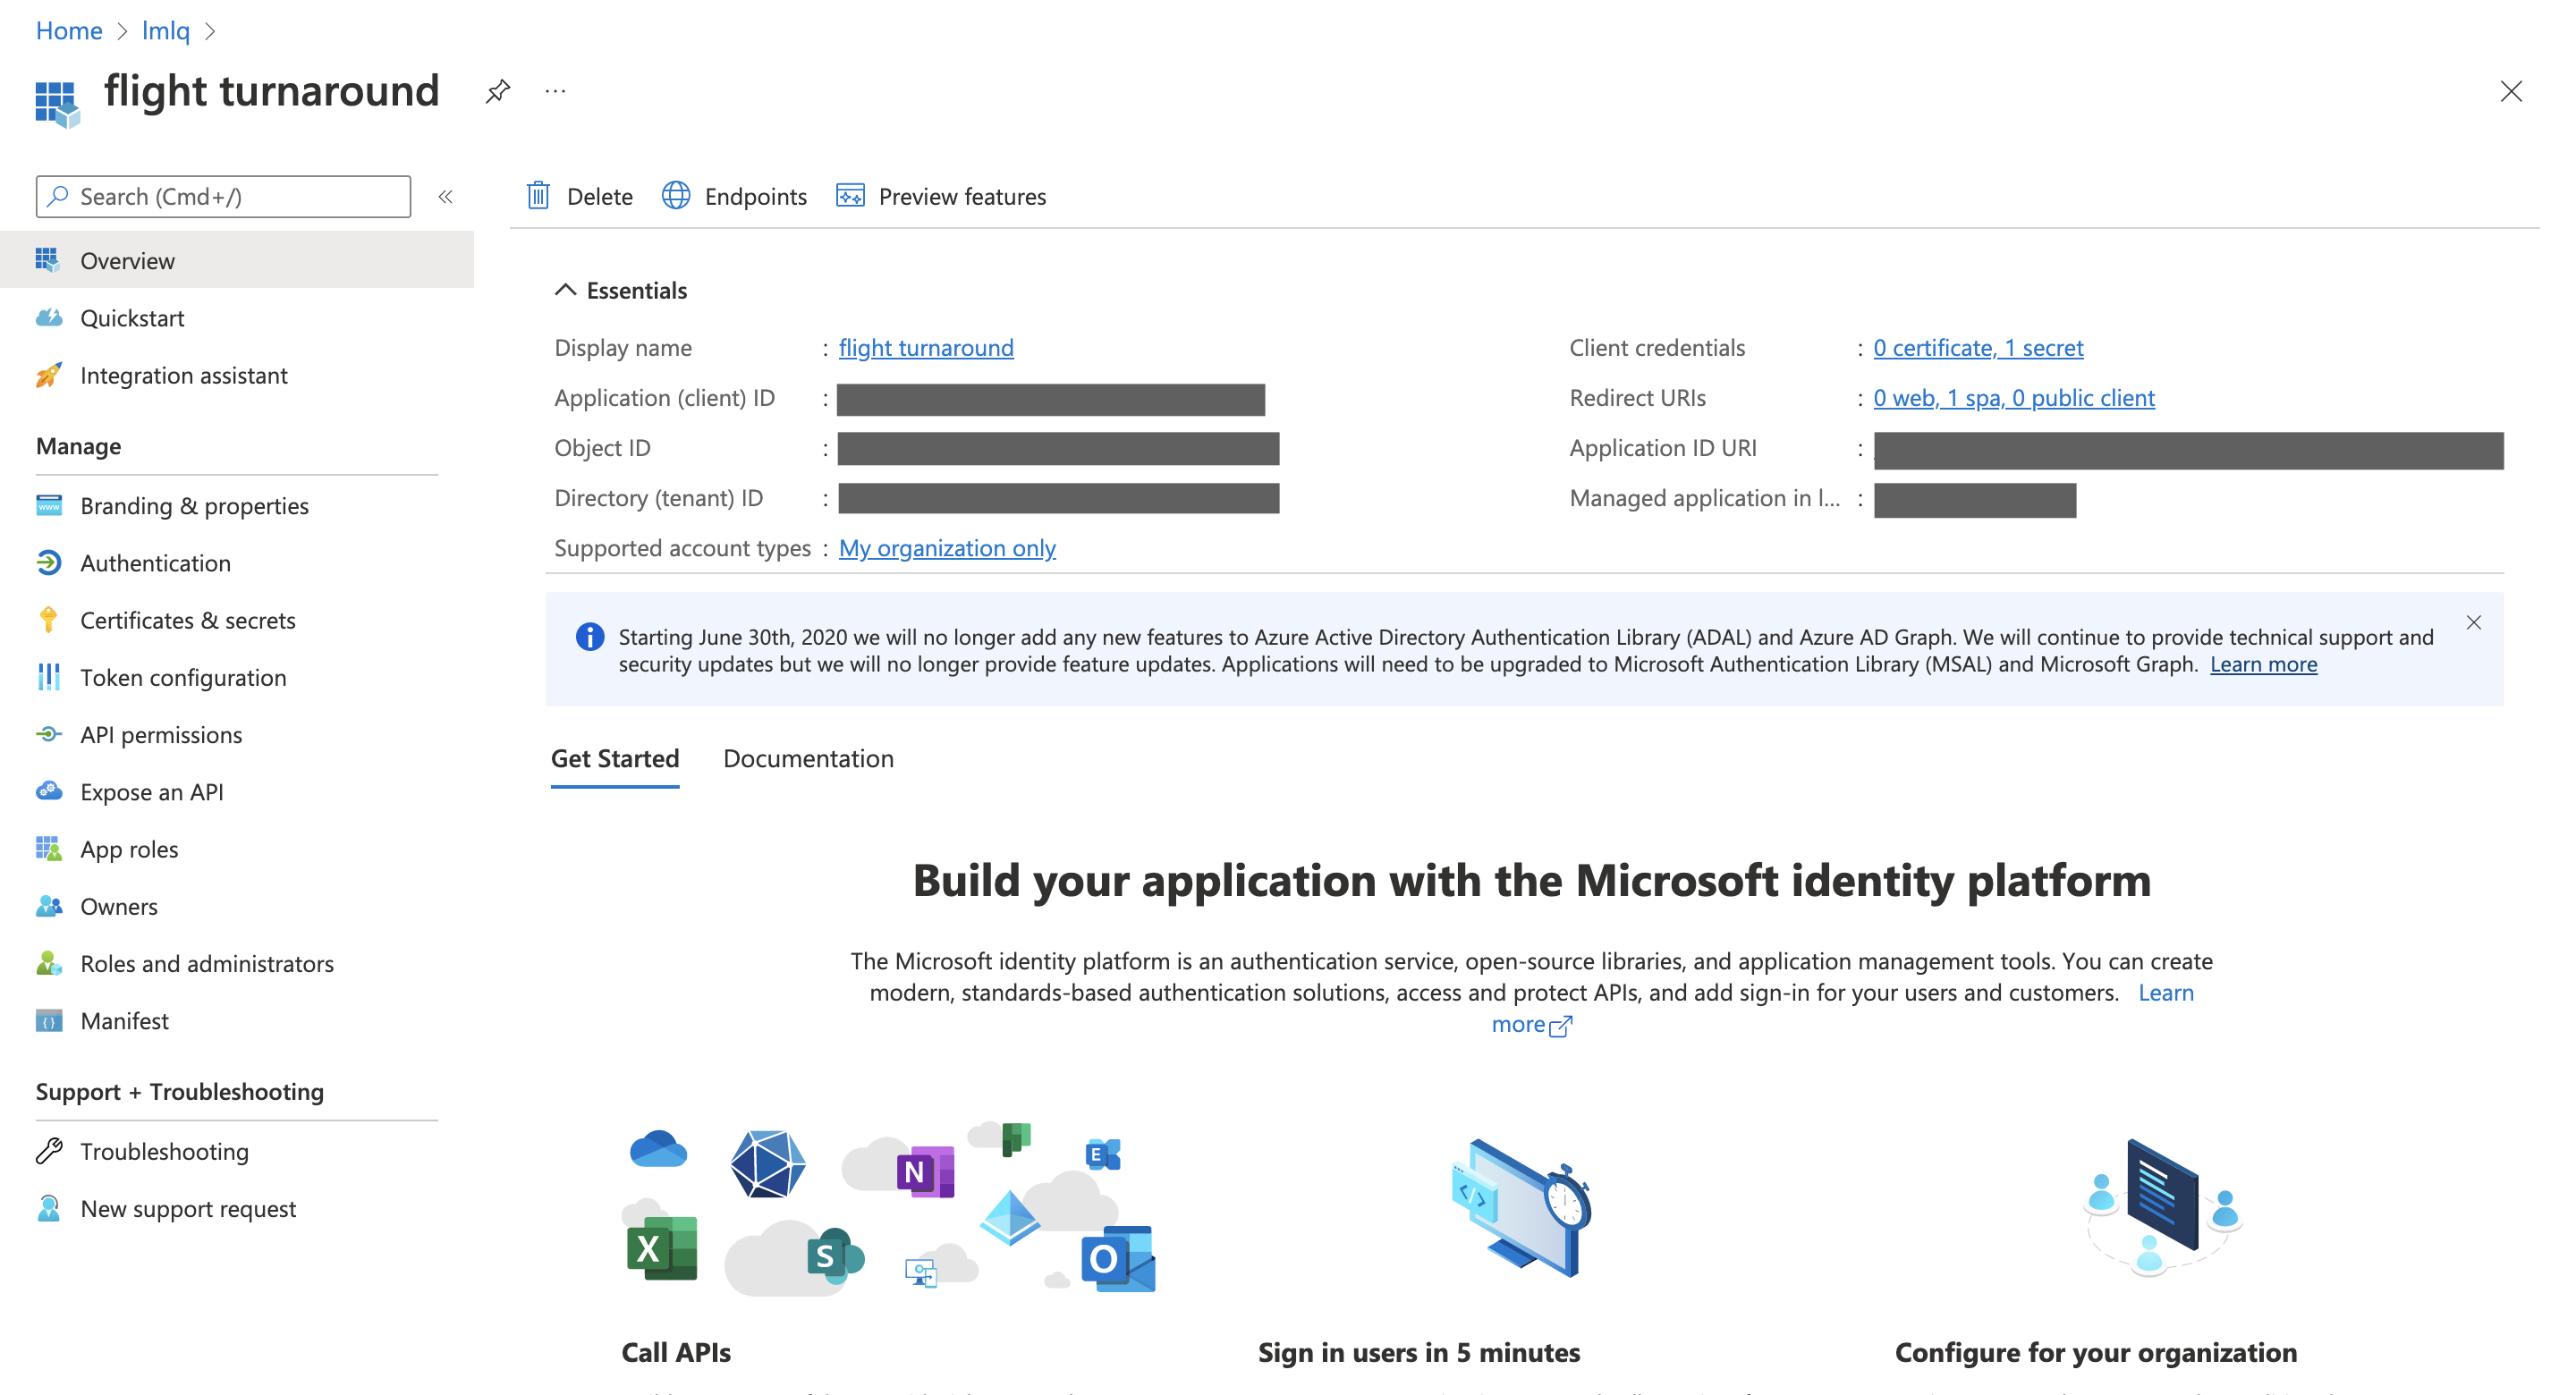 Home > lmlq >
flight turnaround
Search (Cmd+/)
Overview
Quickstart
Integration assistant
Manage
Branding & properties
Authentication
Certificates & secrets
Token configuration
API permissions
Expose an API
App roles
Owners
Roles and administrators
Manifest
Support + Troubleshooting
Troubleshooting
New support request
Delete Endpoints Preview features
Essentials
Display name : flight turnaround
Application (client) ID :
Object ID :
Directory (tenant) ID :
Supported account types : My organization only
Client credentials : 0 certificate, 1 secret
Redirect URIs : 0 web, 1 spa, 0 public client
Application ID URI :
Managed application in l... :
Starting June 30th, 2020 we will no longer add any new features to Azure Active Directory Authentication Library (ADAL) and Azure AD Graph. We will continue to provide technical support and
security updates but we will no longer provide feature updates. Applications will need to be upgraded to Microsoft Authentication Library (MSAL) and Microsoft Graph. Learn more
Get Started Documentation
Build your application with the Microsoft identity platform
The Microsoft identity platform is an authentication service, open-source libraries, and application management tools. You can create
modern, standards-based authentication solutions, access and protect APIs, and add sign-in for your users and customers. Learn
more
N
E
X
S
O
Call APIs
Sign in users in 5 minutes
Configure for your organization